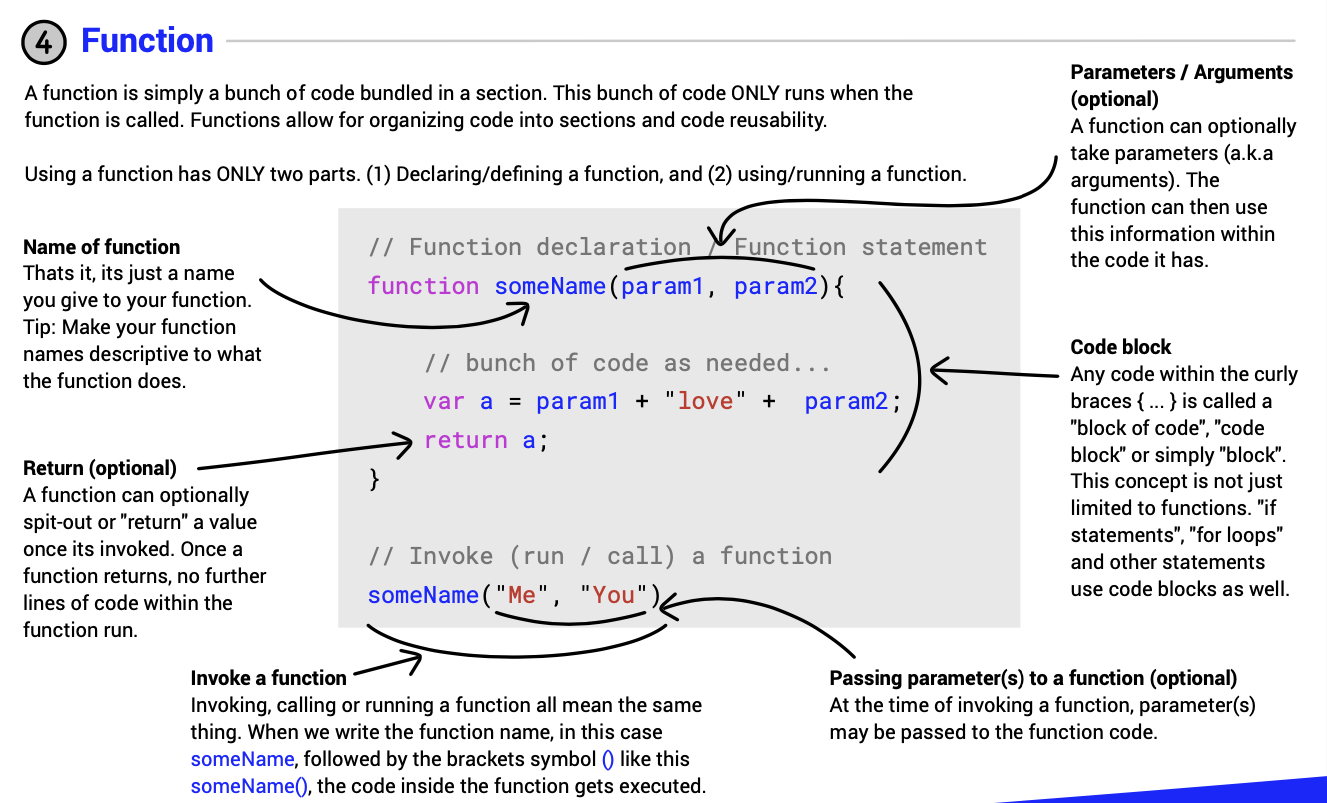 4 Function
A function is simply a bunch of code bundled in a section. This bunch of code ONLY runs when the
function is called. Functions allow for organizing code into sections and code reusability.
Using a function has ONLY two parts. (1) Declaring/defining a function, and (2) using/running a function.
Parameters / Arguments
(optional)
A function can optionally
take parameters (a.k.a
arguments). The
function can then use
this information within
the code it has.
Name of function
Thats it, its just a name
you give to your function.
Tip: Make your function
names descriptive to what
the function does.
// Function declaration / Function statement
function someName(param1, param2){
// bunch of code as needed...
var a = param1 + "love" +  param2;
return a;
}
// Invoke (run / call) a function
someName("Me", "You")
Code block
Any code within the curly
braces { ... } is called a
"block of code", "code
block" or simply "block".
This concept is not just
limited to functions. "if
statements", "for loops"
and other statements
use code blocks as well.
Return (optional)
A function can optionally
spit-out or "return" a value
once its invoked. Once a
function returns, no further
lines of code within the
function run.
Invoke a function
Invoking, calling or running a function all mean the same
thing. When we write the function name, in this case
someName, followed by the brackets symbol () like this
someName(), the code inside the function gets executed.
Passing parameter(s) to a function (optional)
At the time of invoking a function, parameter(s)
may be passed to the function code.